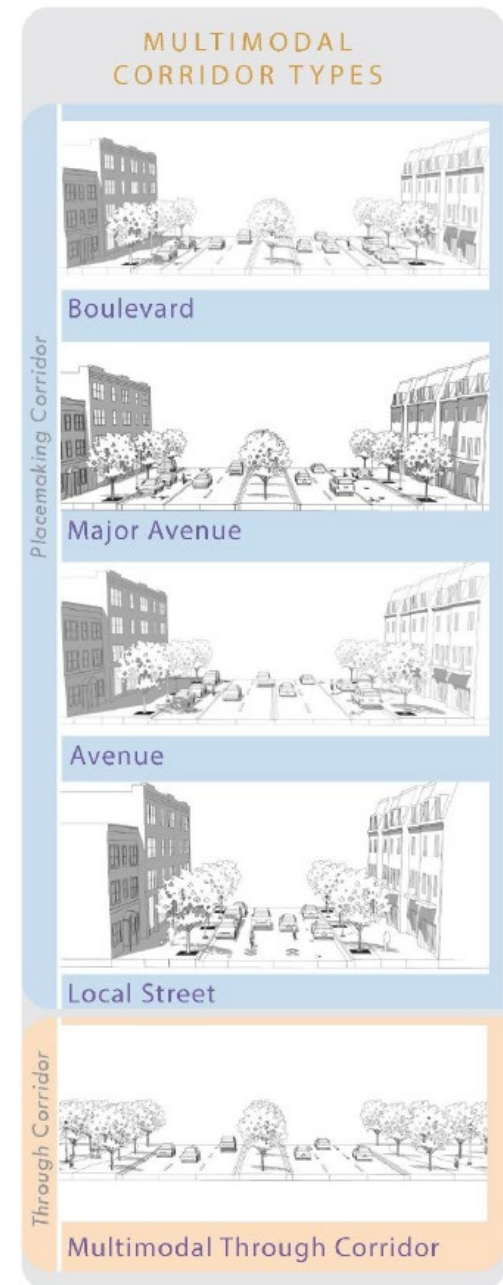 MULTIMODAL
CORRIDOR TYPES
Placemaking Corridor
Boulevard
Major Avenue
Avenue
Local Street
Through Corridor
Multimodal Through Corridor